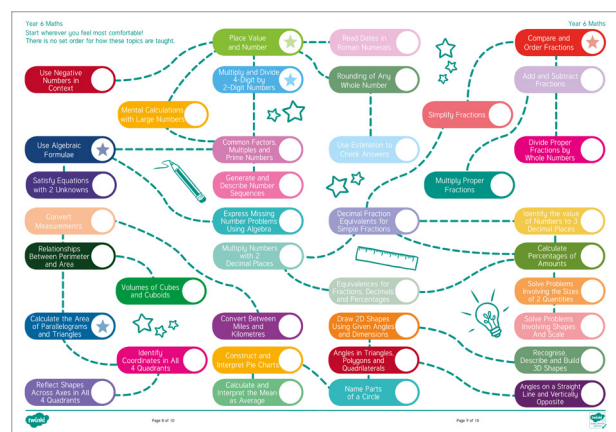 Year 6 Maths
Start wherever you feel most comfortable!
There is no set order for how these topics are taught.
Year 6 Maths
Place Value
and Number
Read Dates in
Roman Numerals
Compare and
Order Fractions
Use Negative
Numbers in
Context
Multiply and Divide
4-Digit by
2-Digit Numbers
Rounding of Any
Whole Number
Add and Subtract
Fractions
Mental Calculations
with Large Numbers
Simplify Fractions
Use Algebraic
Formulae
Common Factors,
Multiples and
Prime Numbers
Use Estimation to
Check Answers
Divide Proper
Fractions by
Whole Numbers
Satisfy Equations
with 2 Unknowns
Generate and
Describe Number
Sequences
Multiply Proper
Fractions
Convert
Measurements
Express Missing
Number Problems
Using Algebra
Decimal Fraction
Equivalents for
Simple Fractions
Identify the value
of Numbers to 3
Decimal Places
Relationships
Between Perimeter
and Area
Multiply Numbers
with 2
Decimal Places
Calculate
Percentages of
Amounts
Volumes of Cubes
and Cuboids
Equivalences for
Fractions, Decimals
and Percentages
Solve Problems
Involving the Sizes
of 2 Quantities
Calculate the Area
of Parallelograms
and Triangles
Convert Between
Miles and
Kilometres
Draw 2D Shapes
Using Given Angles
and Dimensions
Solve Problems
Involving Shapes
And Scale
Identify
Coordinates in All
4 Quadrants
Construct and
Interpret Pie Charts
Angles in Triangles,
Polygons and
Quadrilaterals
Recognise,
Describe and Build
3D Shapes
Reflect Shapes
Across Axes in All
4 Quadrants
Calculate and
Interpret the Mean
as Average
Name Parts
of a Circle
Angles on a Straight
Line and Vertically
Opposite
twinkl
Page 8 of 10
Page 9 of 10
twinkl